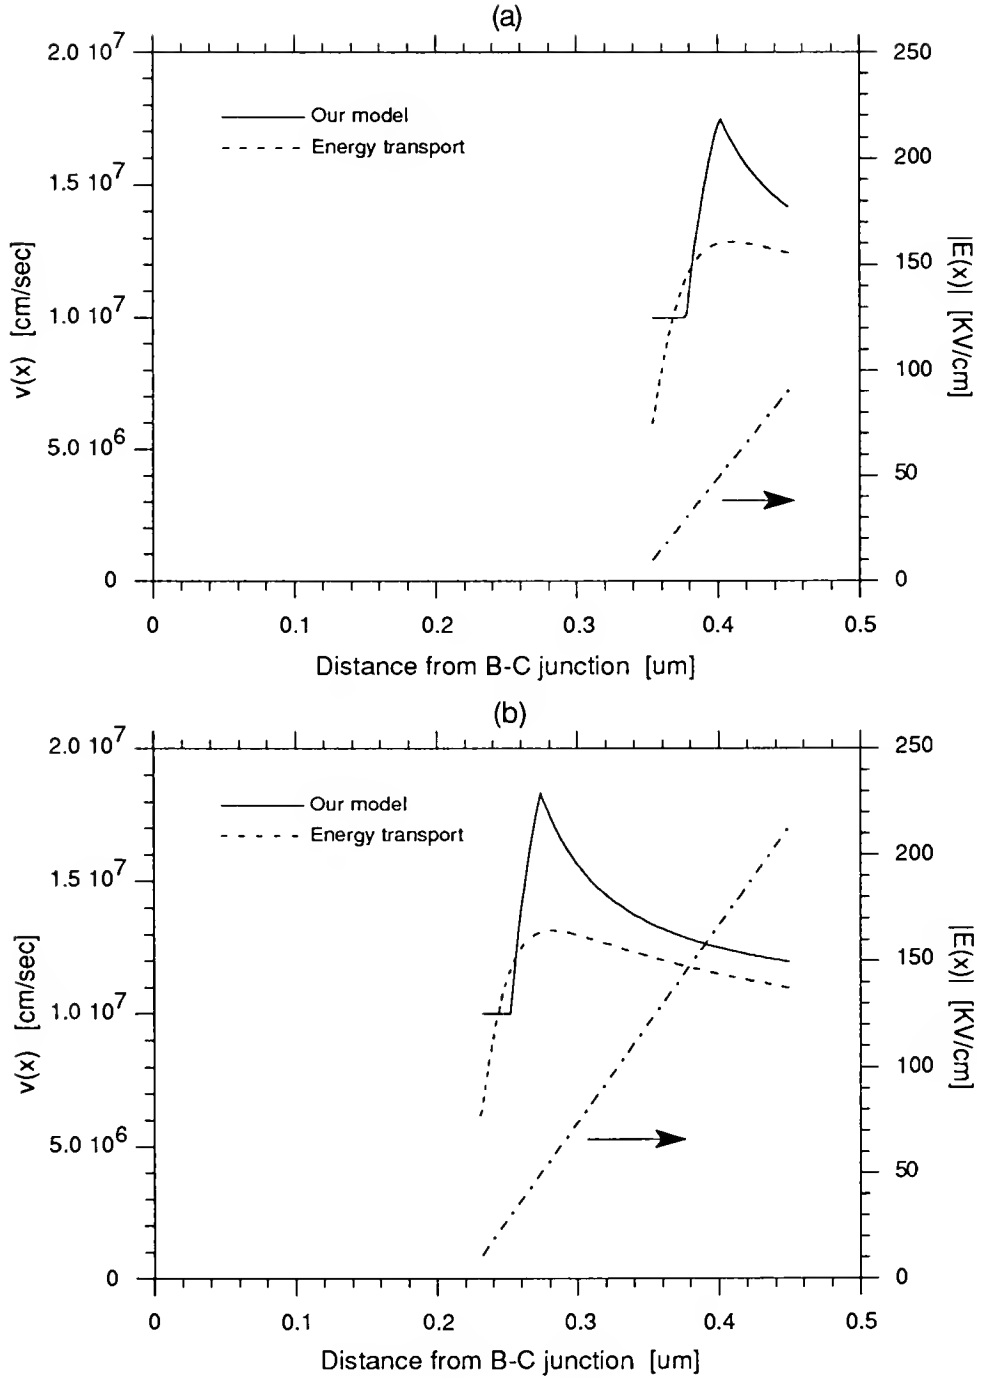 (a)
2.0 10^7
1.5 10^7
1.0 10^7
5.0 10^6
0
v(x) [cm/sec]
Our model
Energy transport
250
200
150
100
50
0
|E(x)| [KV/cm]
0 0.1 0.2 0.3 0.4 0.5
Distance from B-C junction [um]
(b)
2.0 10^7
1.5 10^7
1.0 10^7
5.0 10^6
0
v(x) [cm/sec]
Our model
Energy transport
250
200
150
100
50
0
|E(x)| [KV/cm]
0 0.1 0.2 0.3 0.4 0.5
Distance from B-C junction [um]